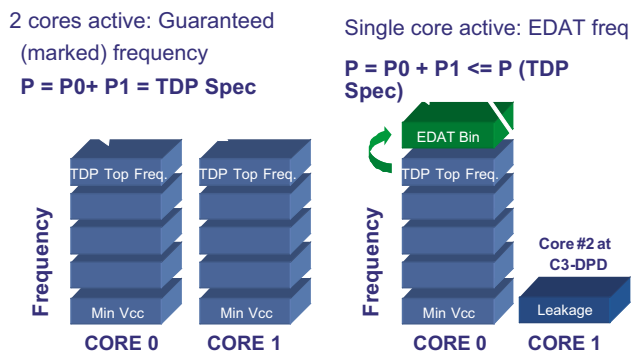 2 cores active: Guaranteed
(marked) frequency
P = P0+ P1 = TDP Spec
Frequency
TDP Top Freq.
Min Vcc
CORE 0
TDP Top Freq.
Min Vcc
CORE 1
Single core active: EDAT freq
P = P0 + P1 <= P (TDP
Spec)
Frequency
EDAT Bin
TDP Top Freq.
Min Vcc
CORE 0
Core #2 at
C3-DPD
Leakage
CORE 1